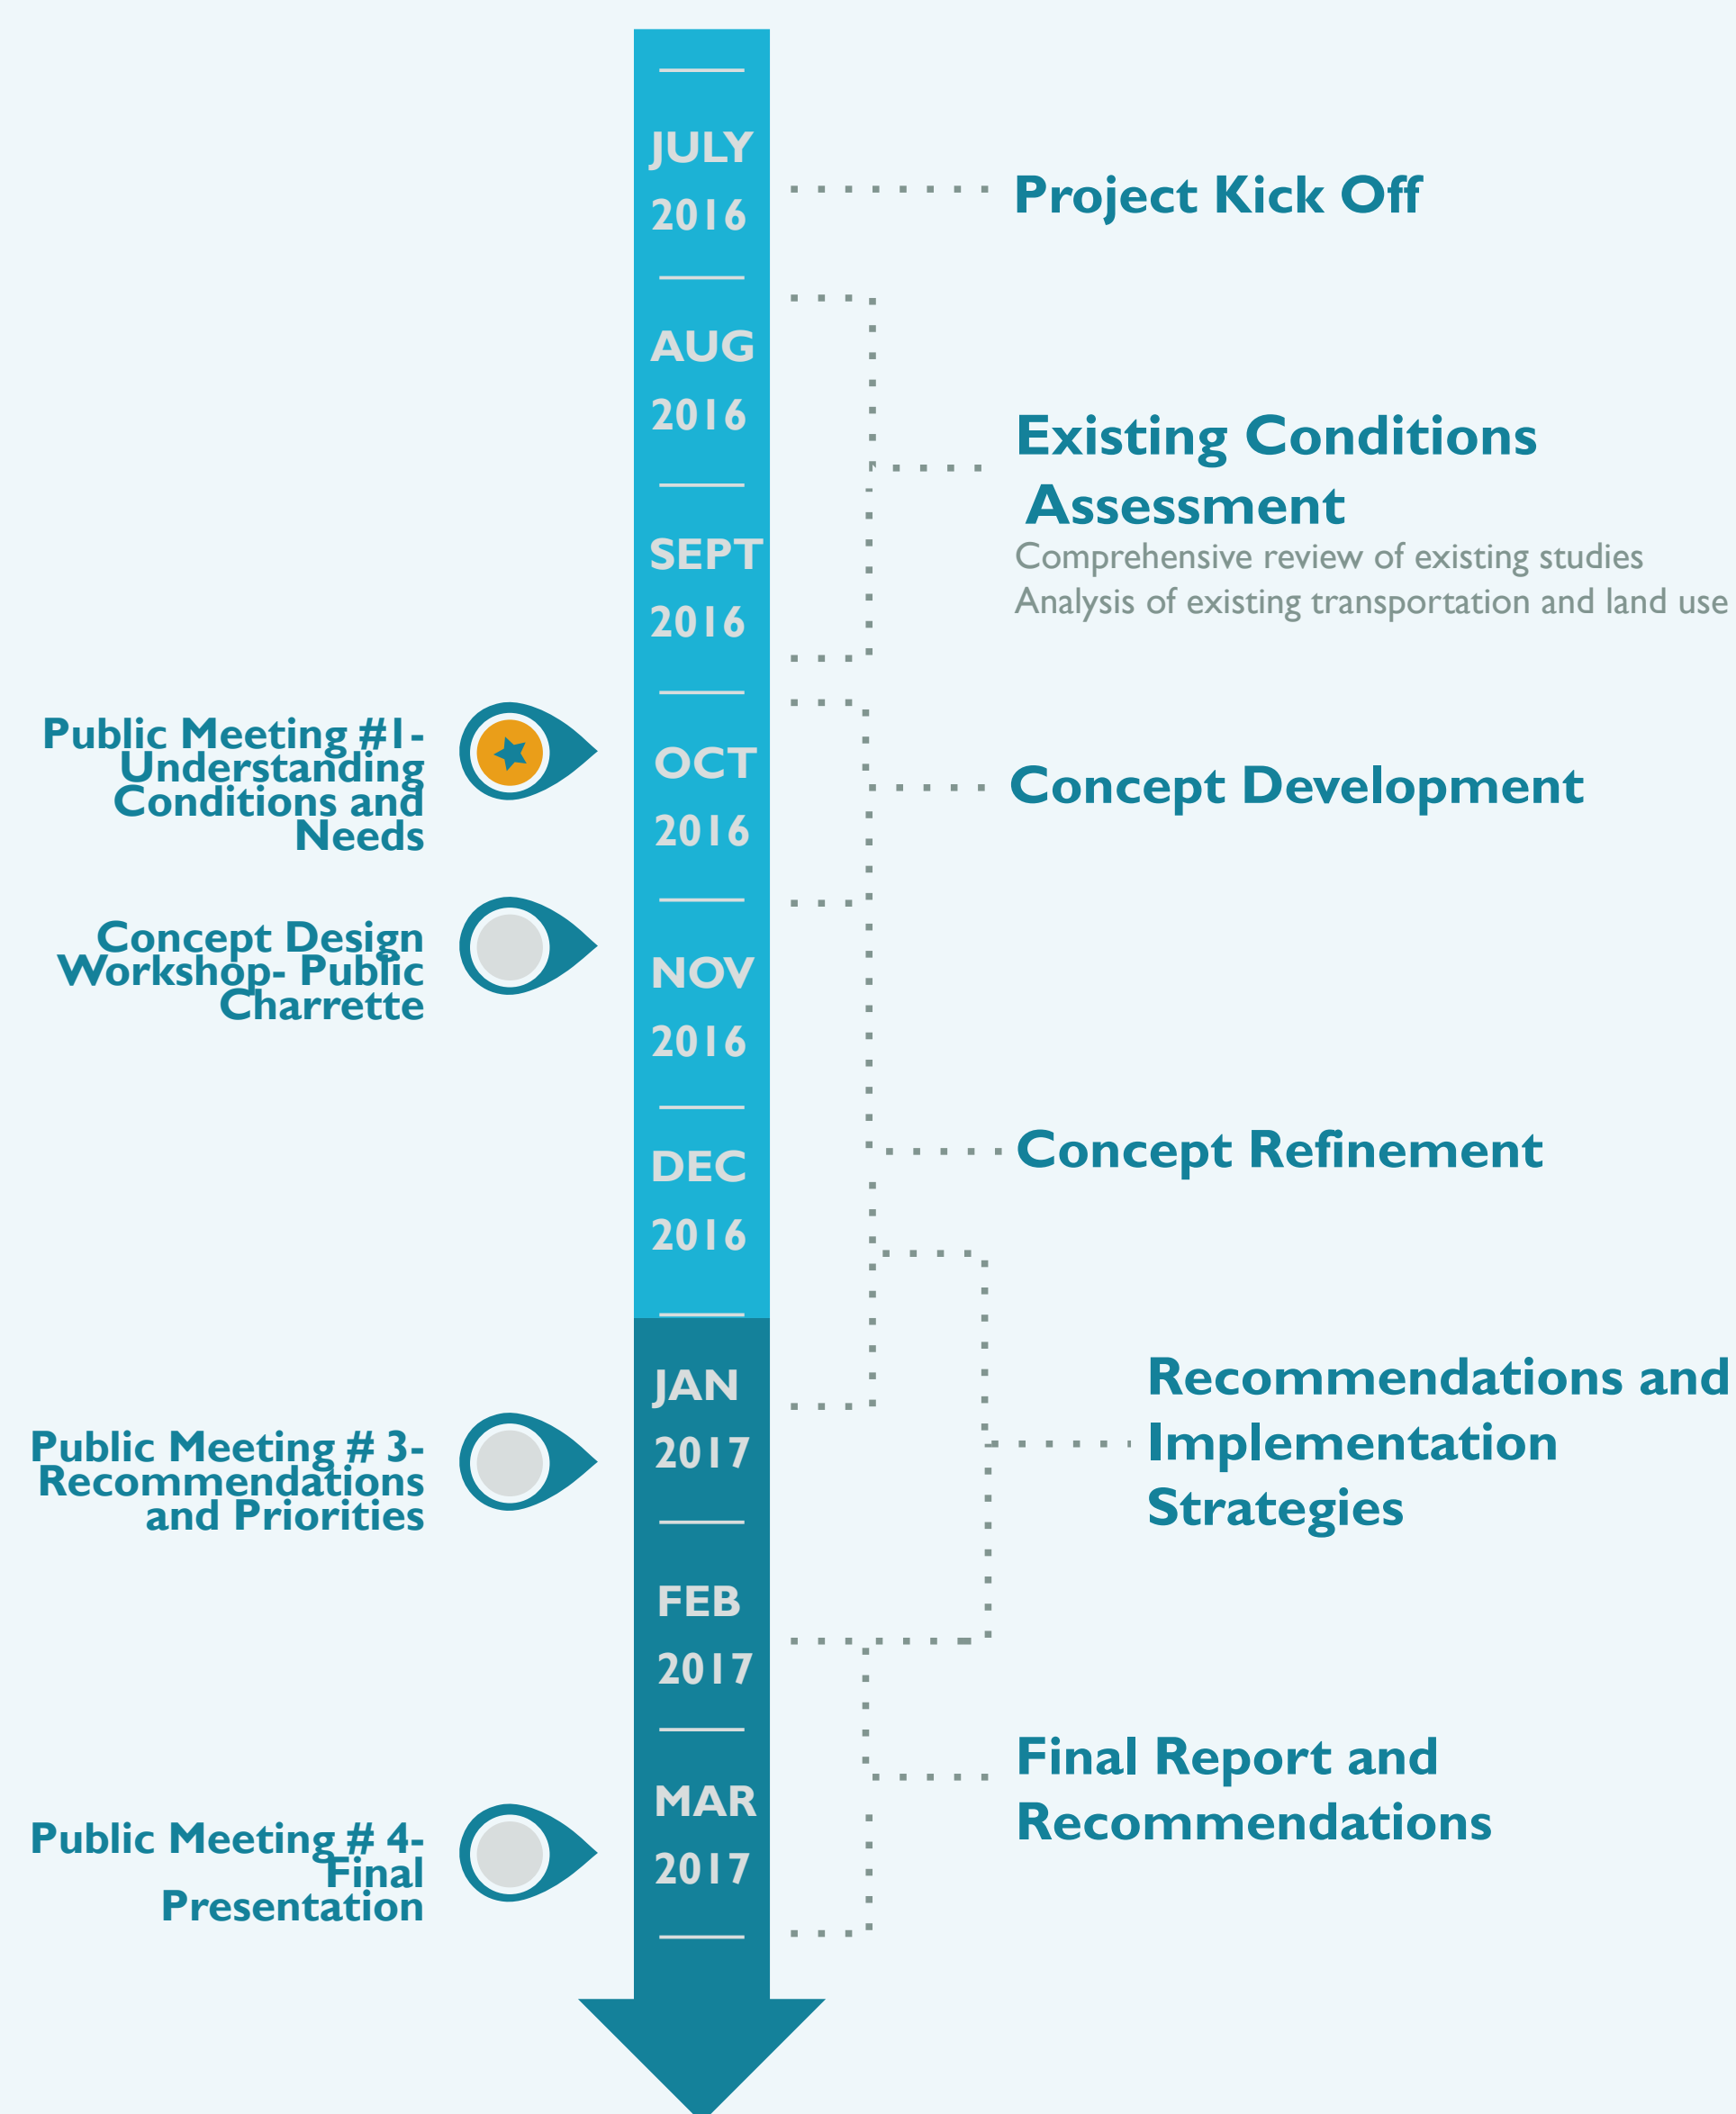 JULY
2016
Project Kick Off
AUG
2016
Existing Conditions
Assessment
Comprehensive review of existing studies
Analysis of existing transportation and land use
SEPT
2016
Public Meeting #1-
Understanding
Conditions and
Needs
OCT
2016
Concept Development
Concept Design
Workshop- Public
Charrette
NOV
2016
Concept Refinement
DEC
2016
JAN
2017
Recommendations and
Implementation
Strategies
Public Meeting # 3-
Recommendations
and Priorities
FEB
2017
Final Report and
Recommendations
MAR
2017
Public Meeting # 4-
Final
Presentation